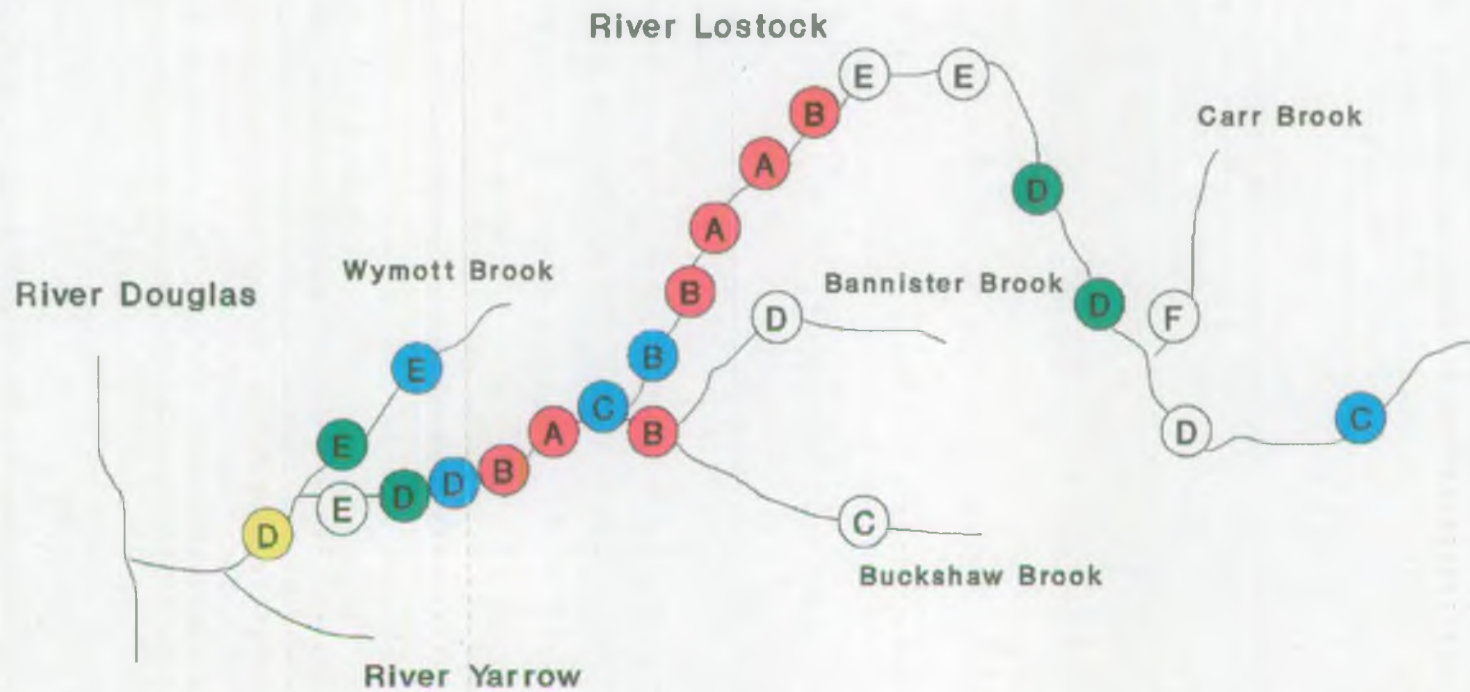 River Lostock
E E
B
Carr Brook
A
D
A
Wymott Brook
B
Bannister Brook
River Douglas
D
D
F
B
E
C
C
A
B
D
E
B
D
D
E
C
D
Buckshaw Brook
River Yarrow